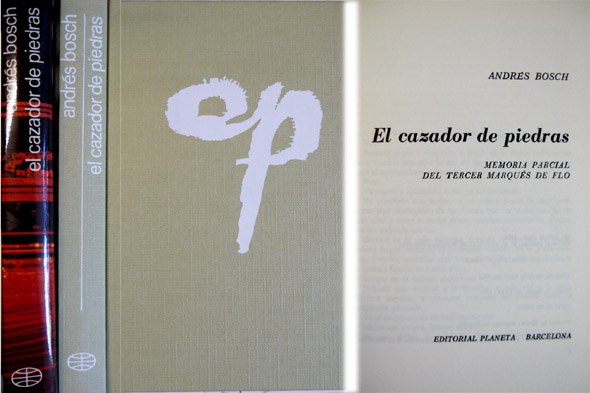 andrés bosch
el cazador de piedras
andrés bosch
el cazador de piedras
ep
ANDRÉS BOSCH
El cazador de piedras
MEMORIA PARCIAL
DEL TERCER MARQUÉS DE FLO
EDITORIAL PLANETA BARCELONA